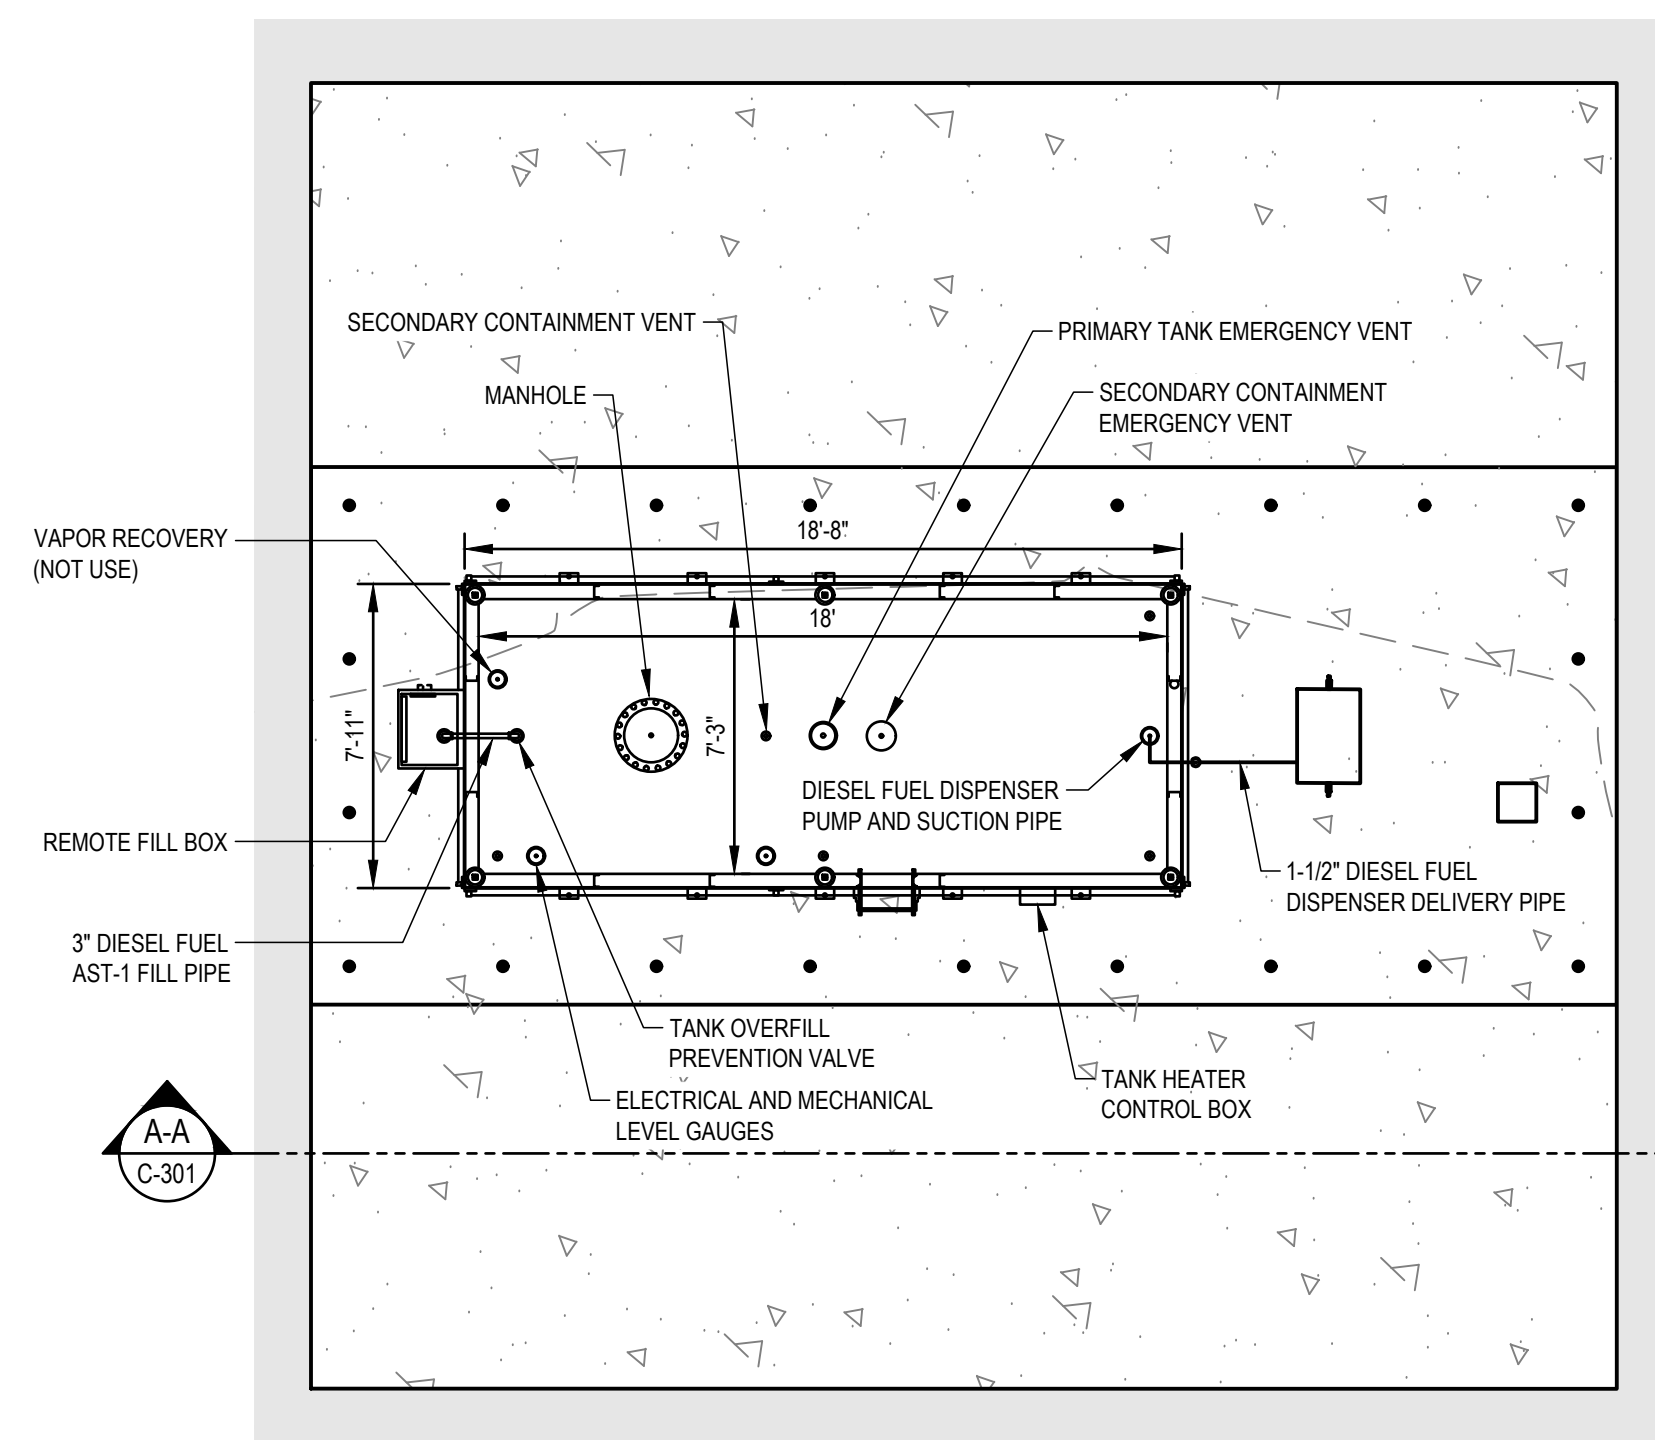 SECONDARY CONTAINMENT VENT
PRIMARY TANK EMERGENCY VENT
MANHOLE
SECONDARY CONTAINMENT
EMERGENCY VENT
VAPOR RECOVERY
(NOT USE)
18'-8"
18'
7'-11"
7'-3"
DIESEL FUEL DISPENSER
PUMP AND SUCTION PIPE
REMOTE FILL BOX
1-1/2" DIESEL FUEL
DISPENSER DELIVERY PIPE
3" DIESEL FUEL
AST-1 FILL PIPE
TANK OVERFILL
PREVENTION VALVE
TANK HEATER
CONTROL BOX
ELECTRICAL AND MECHANICAL
LEVEL GAUGES
A-A
C-301